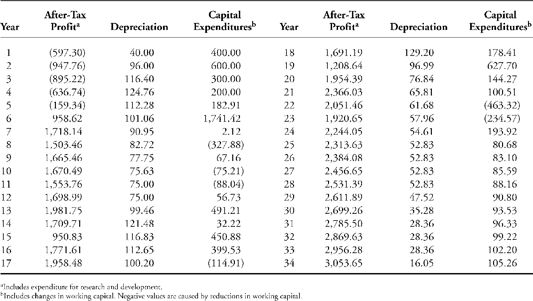 After-Tax Capital After-Tax Capital
Year Profitᵃ Depreciation Expendituresᵇ Year Profitᵃ Depreciation Expendituresᵇ
1 (597.30) 40.00 400.00 18 1,691.19 129.20 178.41
2 (947.76) 96.00 600.00 19 1,208.64 96.99 627.70
3 (895.22) 116.40 300.00 20 1,954.39 76.84 144.27
4 (636.74) 124.76 200.00 21 2,366.03 65.81 100.51
5 (159.34) 112.28 182.91 22 2,051.46 61.68 (463.32)
6 958.62 101.06 1,741.42 23 1,920.65 57.96 (234.57)
7 1,718.14 90.95 2.12 24 2,244.05 54.61 193.92
8 1,503.46 82.72 (327.88) 25 2,313.63 52.83 80.68
9 1,665.46 77.75 67.16 26 2,384.08 52.83 83.10
10 1,670.49 75.63 (75.21) 27 2,456.65 52.83 85.59
11 1,553.76 75.00 (88.04) 28 2,531.39 52.83 88.16
12 1,698.99 75.00 56.73 29 2,611.89 47.52 90.80
13 1,981.75 99.46 491.21 30 2,699.26 35.28 93.53
14 1,709.71 121.48 32.22 31 2,785.50 28.36 96.33
15 950.83 116.83 450.88 32 2,869.63 28.36 99.22
16 1,771.61 112.65 399.53 33 2,956.28 28.36 102.20
17 1,958.48 100.20 (114.91) 34 3,053.65 16.05 105.26
ᵃIncludes expenditure for research and development.
ᵇIncludes changes in working capital. Negative values are caused by reductions in working capital